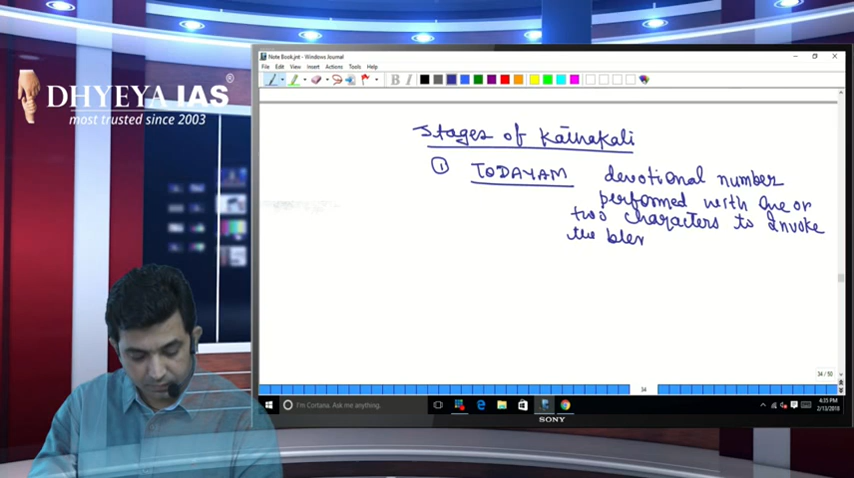 DHYEYA IAS®
most trusted since 2003
Note Book.jnt - Windows Journal
File Edit View Insert Actions Tools Help
B I
Stages of Kathakali
① TODAYAM devotional number
performed with one or
two characters to invoke
the bles
34/50
34
I'm Cortana. Ask me anything.
4:35 PM
2/13/2018
SONY